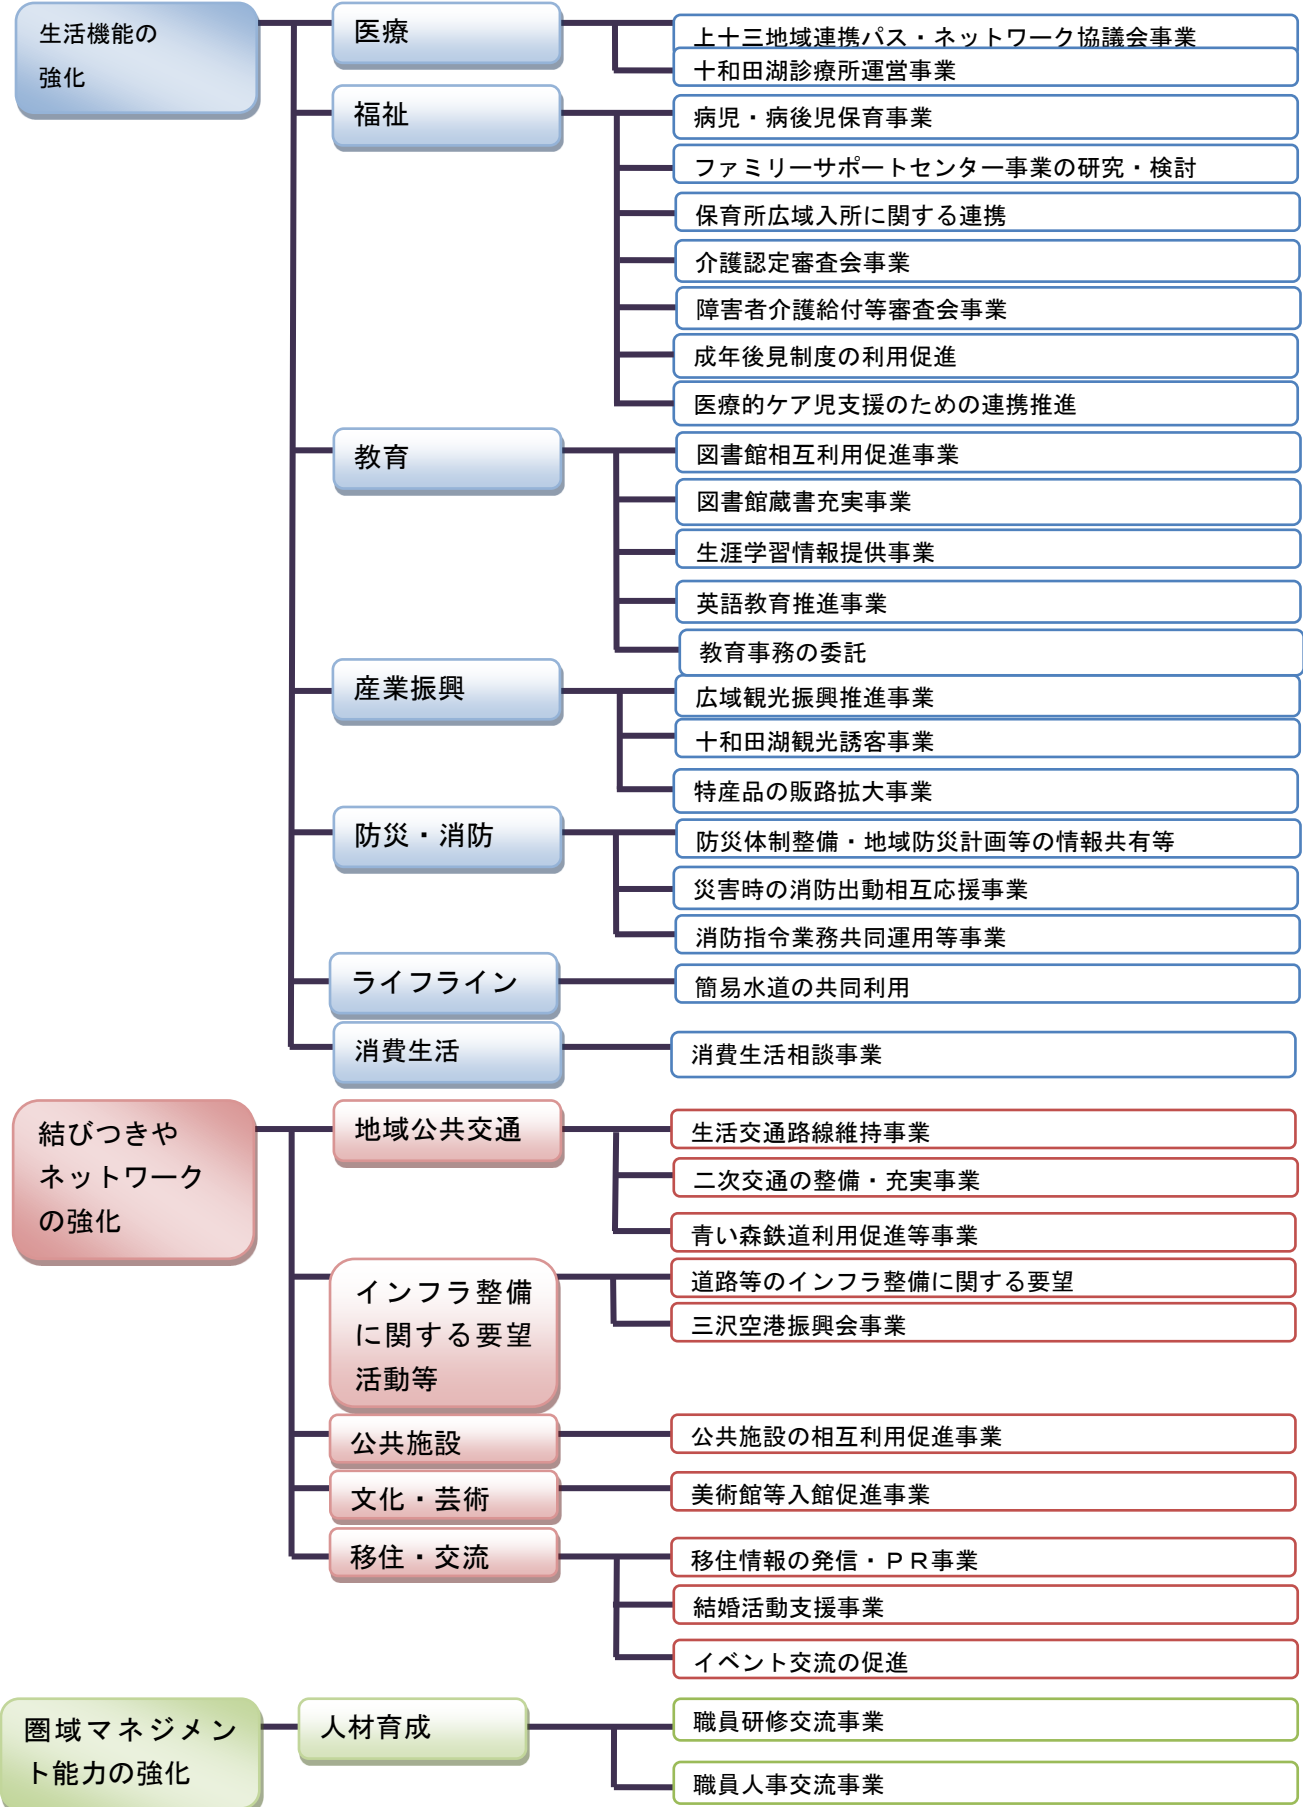 生活機能の
強化
医療
上十三地域連携パス・ネットワーク協議会事業
十和田湖診療所運営事業
福祉
病児・病後児保育事業
ファミリーサポートセンター事業の研究・検討
保育所広域入所に関する連携
介護認定審査会事業
障害者介護給付等審査会事業
成年後見制度の利用促進
医療的ケア児支援のための連携推進
教育
図書館相互利用促進事業
図書館蔵書充実事業
生涯学習情報提供事業
英語教育推進事業
教育事務の委託
産業振興
広域観光振興推進事業
十和田湖観光誘客事業
特産品の販路拡大事業
防災・消防
防災体制整備・地域防災計画等の情報共有等
災害時の消防出動相互応援事業
消防指令業務共同運用等事業
ライフライン
簡易水道の共同利用
消費生活
消費生活相談事業
結びつきや
ネットワーク
の強化
地域公共交通
生活交通路線維持事業
二次交通の整備・充実事業
青い森鉄道利用促進等事業
インフラ整備
に関する要望
活動等
道路等のインフラ整備に関する要望
三沢空港振興会事業
公共施設
公共施設の相互利用促進事業
文化・芸術
美術館等入館促進事業
移住・交流
移住情報の発信・ＰＲ事業
結婚活動支援事業
イベント交流の促進
圏域マネジメン
ト能力の強化
人材育成
職員研修交流事業
職員人事交流事業